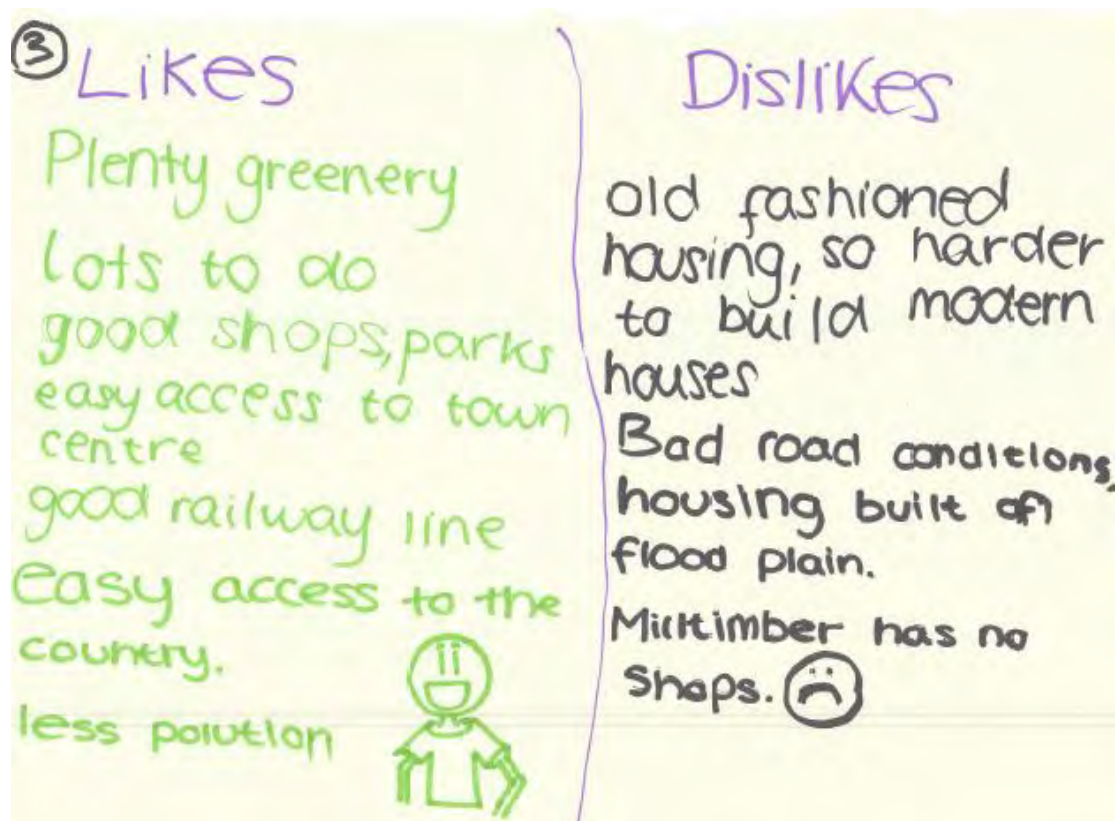 3
Likes
Plenty greenery
lots to do
good shops, parks
easy access to town
centre
good railway line
easy access to the
country.
less polution
Dislikes
old fashioned
housing, so harder
to build modern
houses
Bad road conditions,
housing built on
flood plain.
Milltimber has no
Shops.